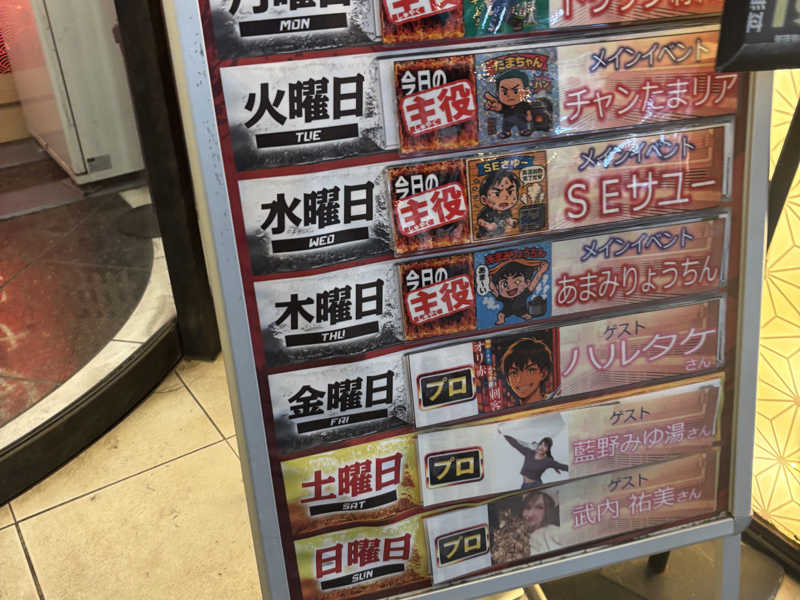 月曜日
MON
火曜日
TUE
今日の
主役
たまちゃん
メインイベント
チャンたまリア
水曜日
WED
今日の
主役
SEさゆ〜
メインイベント
SEサユー
木曜日
THU
今日の
主役
メインイベント
あまみりょうちん
金曜日
FRI
プロ
オリ赤
刺客
ゲスト
ハルタケさん
土曜日
SAT
プロ
ゲスト
藍野みゆ湯さん
日曜日
SUN
プロ
ゲスト
武内 祐美さん